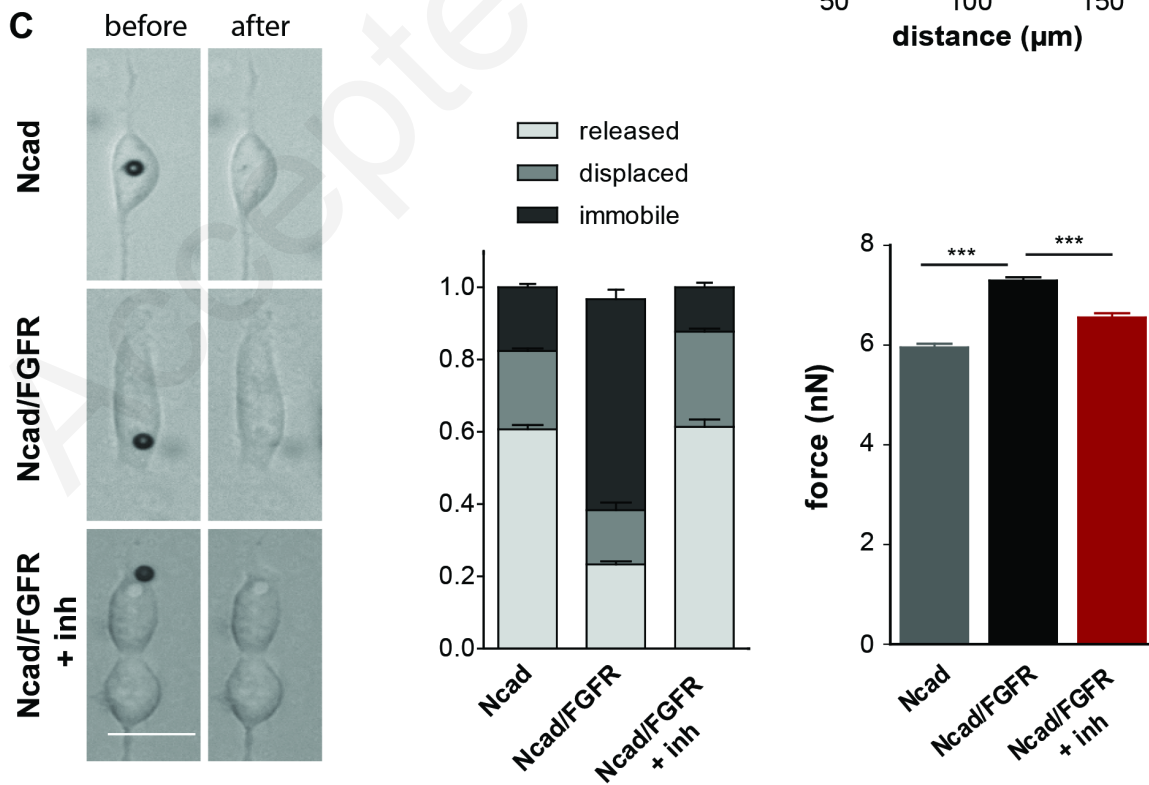 50 100 150
distance (µm)
C
before after
Ncad
Ncad/FGFR
Ncad/FGFR
+ inh
Accepte
released
displaced
immobile
1.0
0.8
0.6
0.4
0.2
0.0
Ncad
Ncad/FGFR
Ncad/FGFR
+ inh
force (nN)
8
6
4
2
0
*** ***
Ncad
Ncad/FGFR
Ncad/FGFR
+ inh